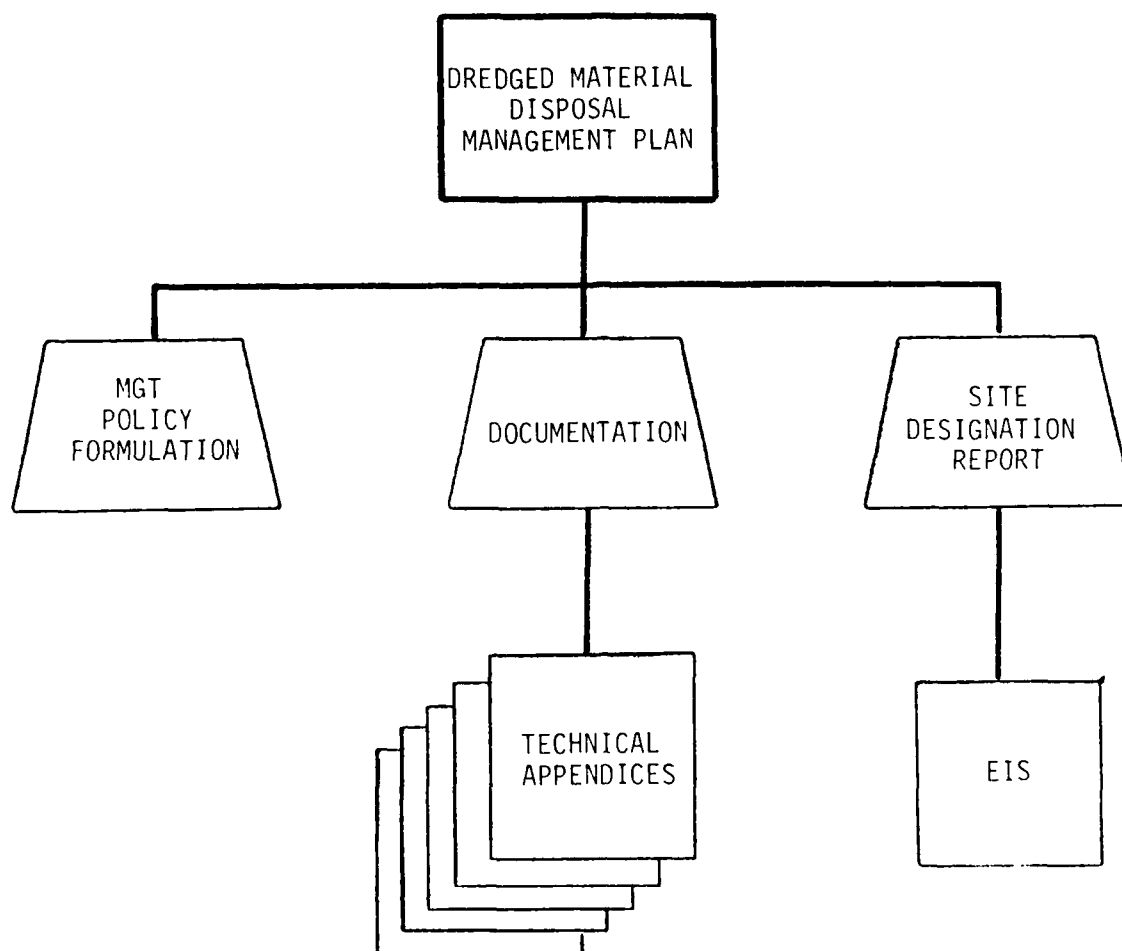 DREDGED MATERIAL
DISPOSAL
MANAGEMENT PLAN
MGT
POLICY
FORMULATION
DOCUMENTATION
SITE
DESIGNATION
REPORT
TECHNICAL
APPENDICES
EIS